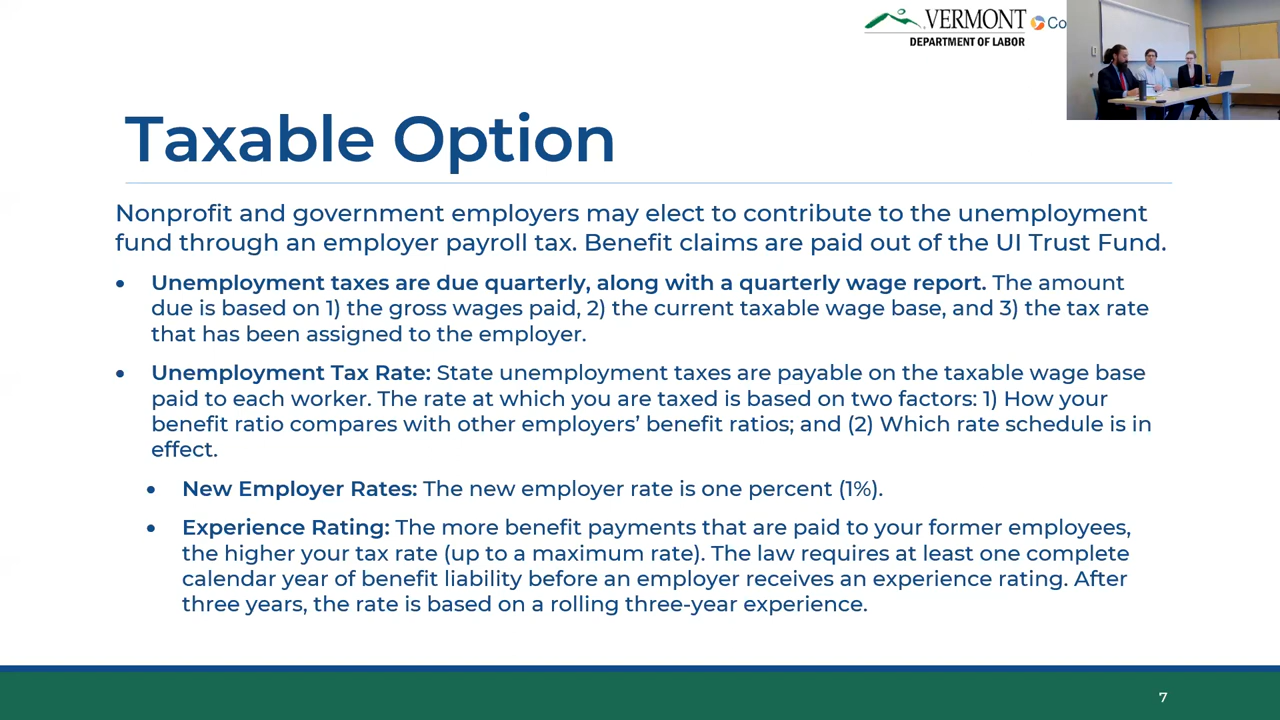 VERMONT
Co
DEPARTMENT OF LABOR
Taxable Option
Nonprofit and government employers may elect to contribute to the unemployment
fund through an employer payroll tax. Benefit claims are paid out of the UI Trust Fund.
• Unemployment taxes are due quarterly, along with a quarterly wage report. The amount
due is based on 1) the gross wages paid, 2) the current taxable wage base, and 3) the tax rate
that has been assigned to the employer.
• Unemployment Tax Rate: State unemployment taxes are payable on the taxable wage base
paid to each worker. The rate at which you are taxed is based on two factors: 1) How your
benefit ratio compares with other employers’ benefit ratios; and (2) Which rate schedule is in
effect.
• New Employer Rates: The new employer rate is one percent (1%).
• Experience Rating: The more benefit payments that are paid to your former employees,
the higher your tax rate (up to a maximum rate). The law requires at least one complete
calendar year of benefit liability before an employer receives an experience rating. After
three years, the rate is based on a rolling three-year experience.
7